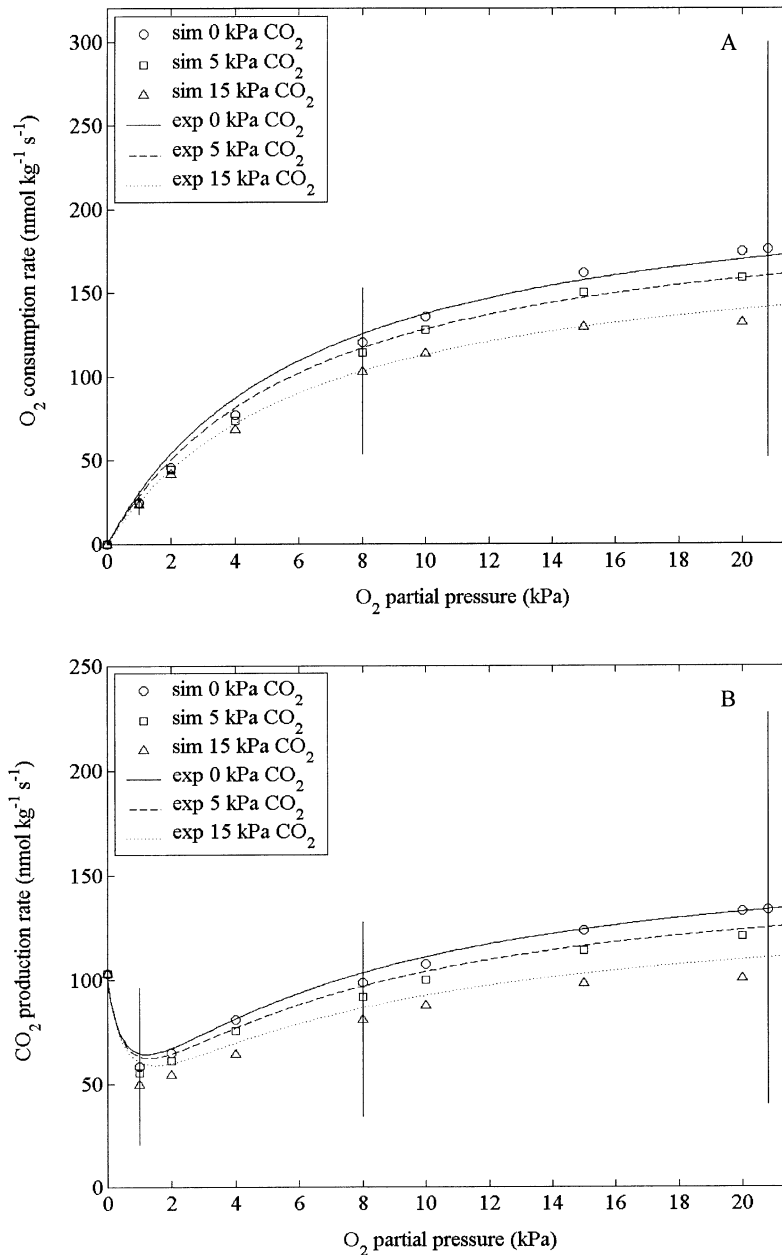 A
sim 0 kPa CO₂
sim 5 kPa CO₂
sim 15 kPa CO₂
exp 0 kPa CO₂
exp 5 kPa CO₂
exp 15 kPa CO₂
300
250
200
150
100
50
0
O₂ consumption rate (nmol kg⁻¹ s⁻¹)
0 2 4 6 8 10 12 14 16 18 20
O₂ partial pressure (kPa)
B
sim 0 kPa CO₂
sim 5 kPa CO₂
sim 15 kPa CO₂
exp 0 kPa CO₂
exp 5 kPa CO₂
exp 15 kPa CO₂
250
200
150
100
50
0
CO₂ production rate (nmol kg⁻¹ s⁻¹)
0 2 4 6 8 10 12 14 16 18 20
O₂ partial pressure (kPa)